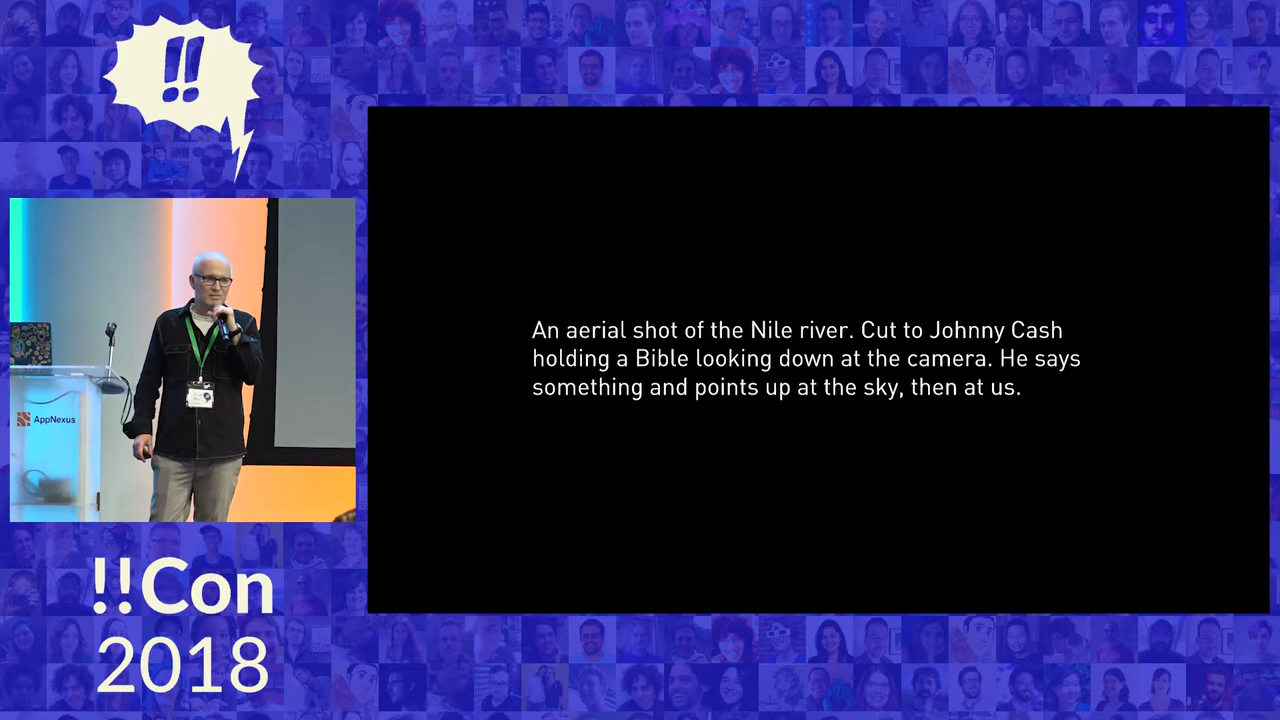 !!
An aerial shot of the Nile river. Cut to Johnny Cash
holding a Bible looking down at the camera. He says
something and points up at the sky, then at us.
AppNexus
!!Con
2018